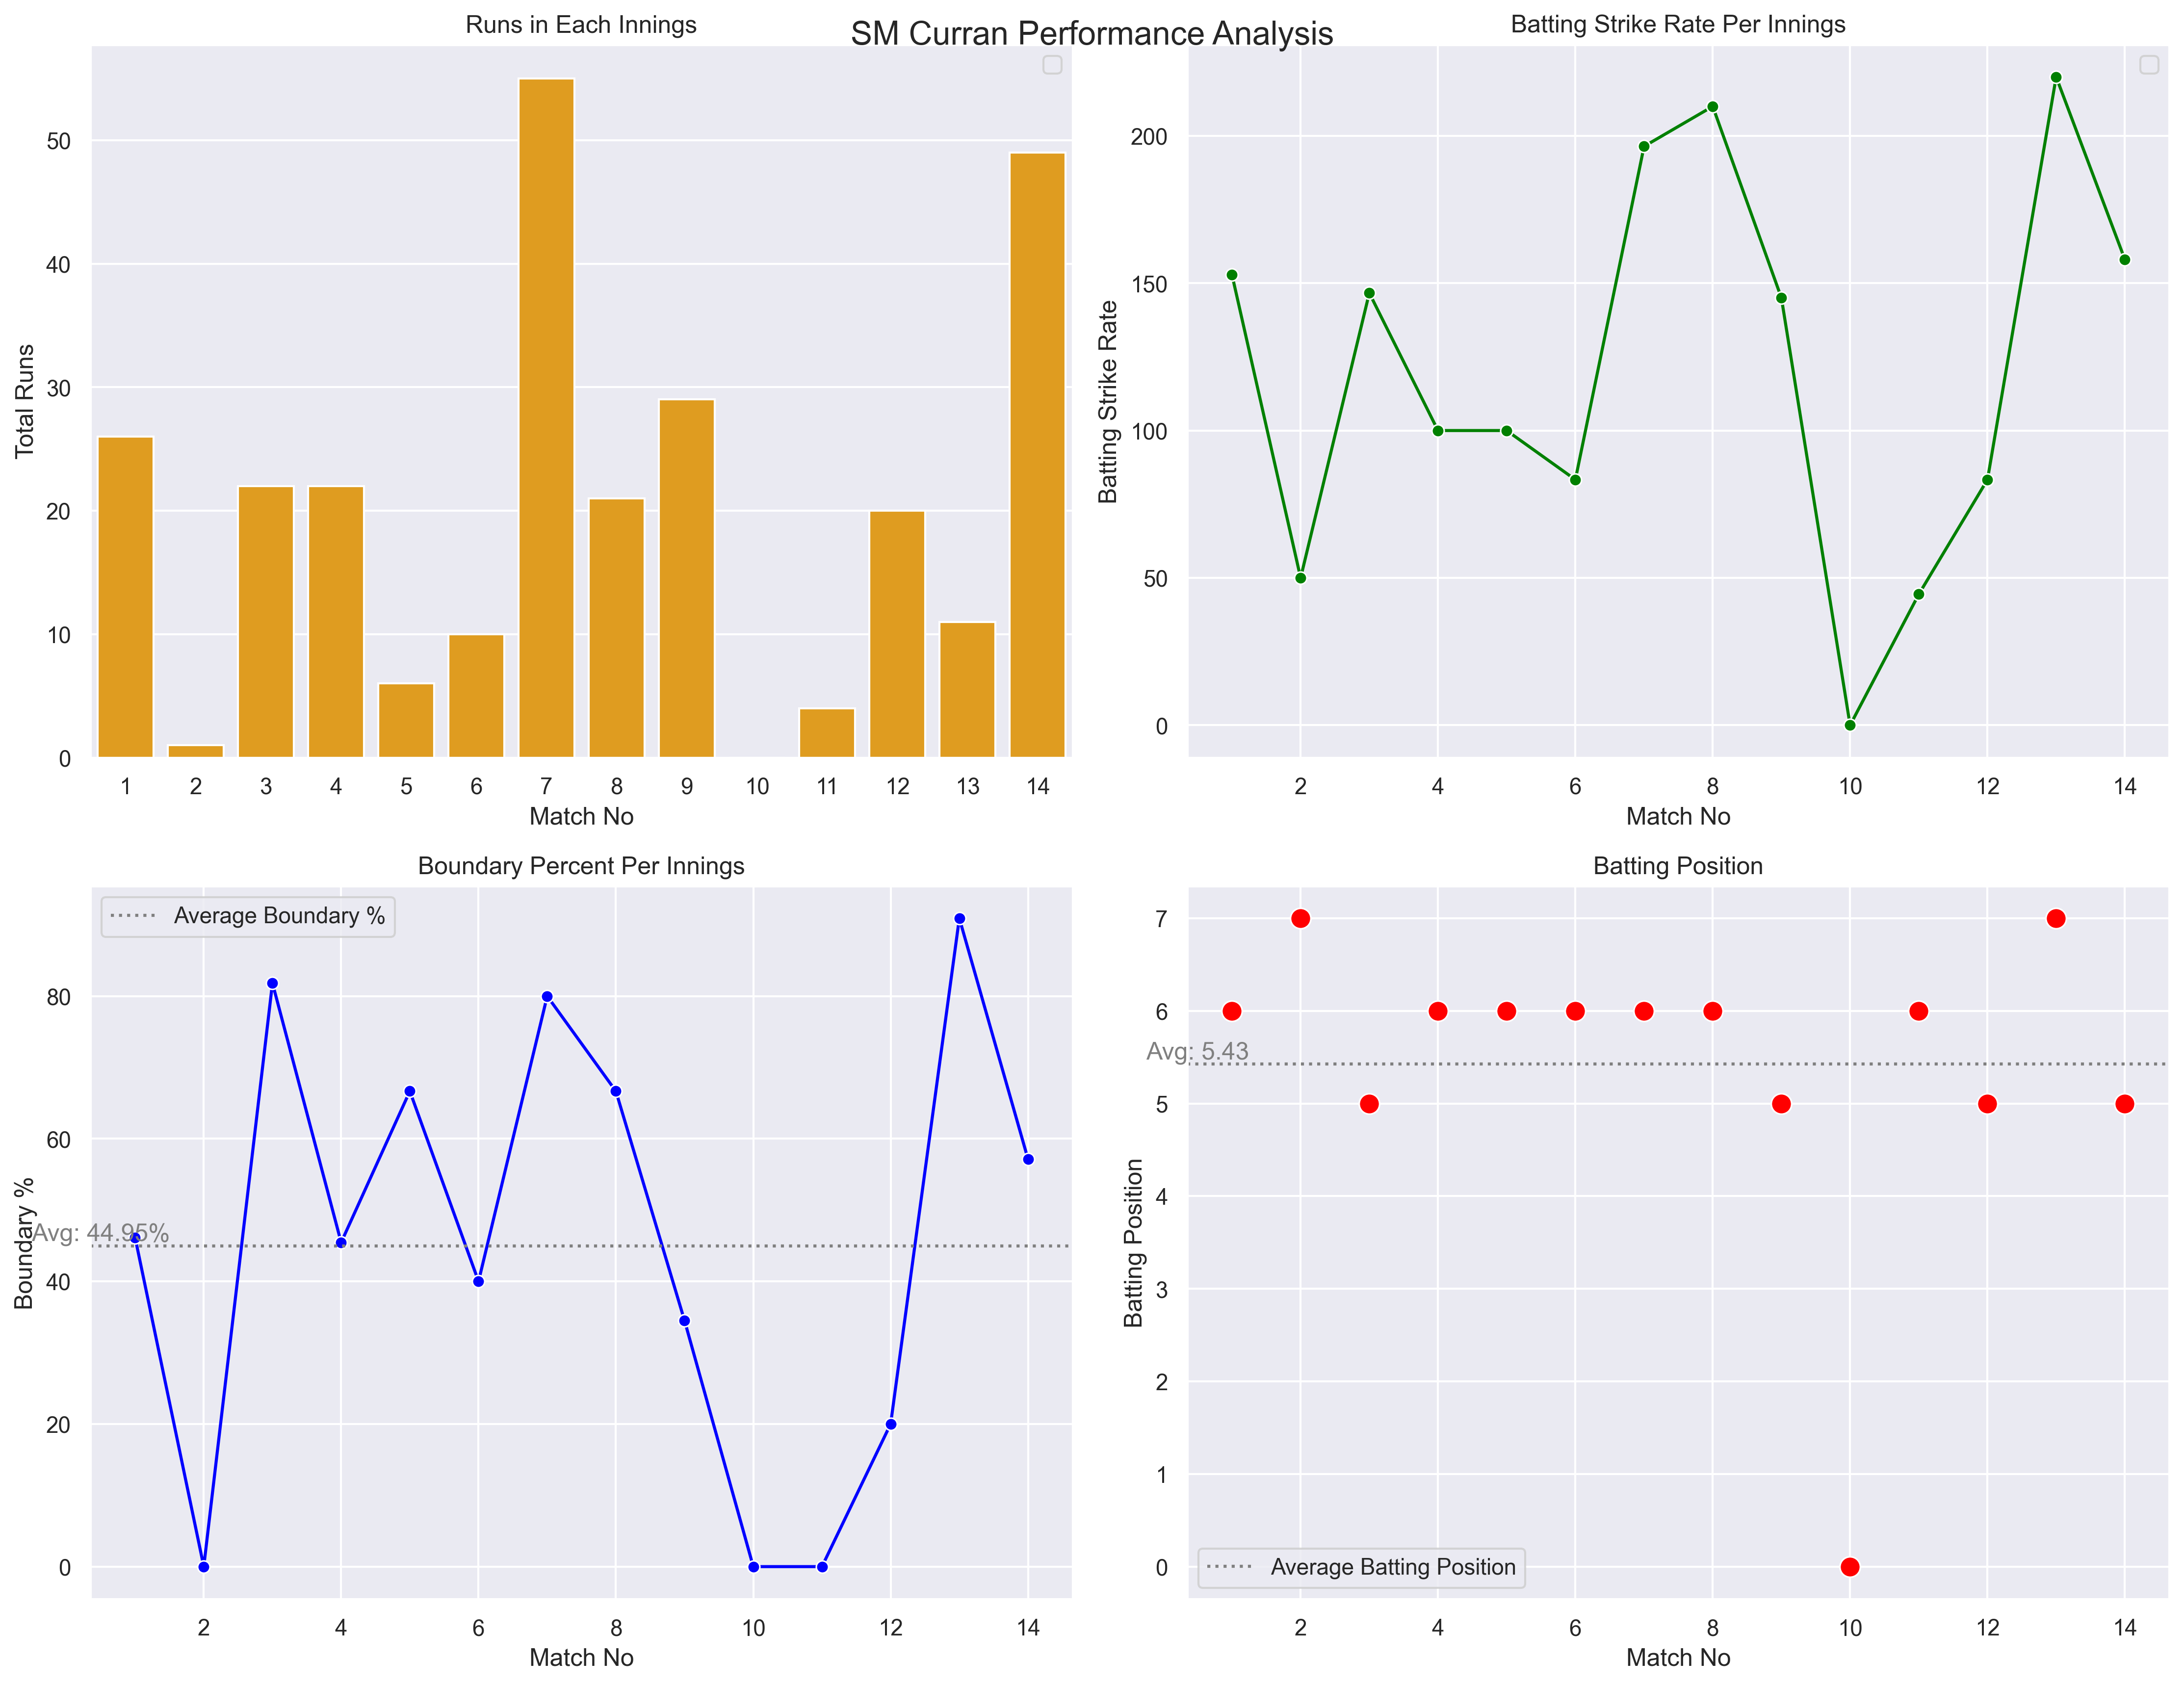 SM Curran Performance Analysis
Runs in Each Innings
Total Runs
50
40
30
20
10
0
1 2 3 4 5 6 7 8 9 10 11 12 13 14
Match No
Batting Strike Rate Per Innings
Batting Strike Rate
200
150
100
50
0
2 4 6 8 10 12 14
Match No
Boundary Percent Per Innings
Average Boundary %
Boundary %
80
60
Avg: 44.95%
40
20
0
2 4 6 8 10 12 14
Match No
Batting Position
Batting Position
7
6
Avg: 5.43
5
4
3
2
1
0
Average Batting Position
2 4 6 8 10 12 14
Match No